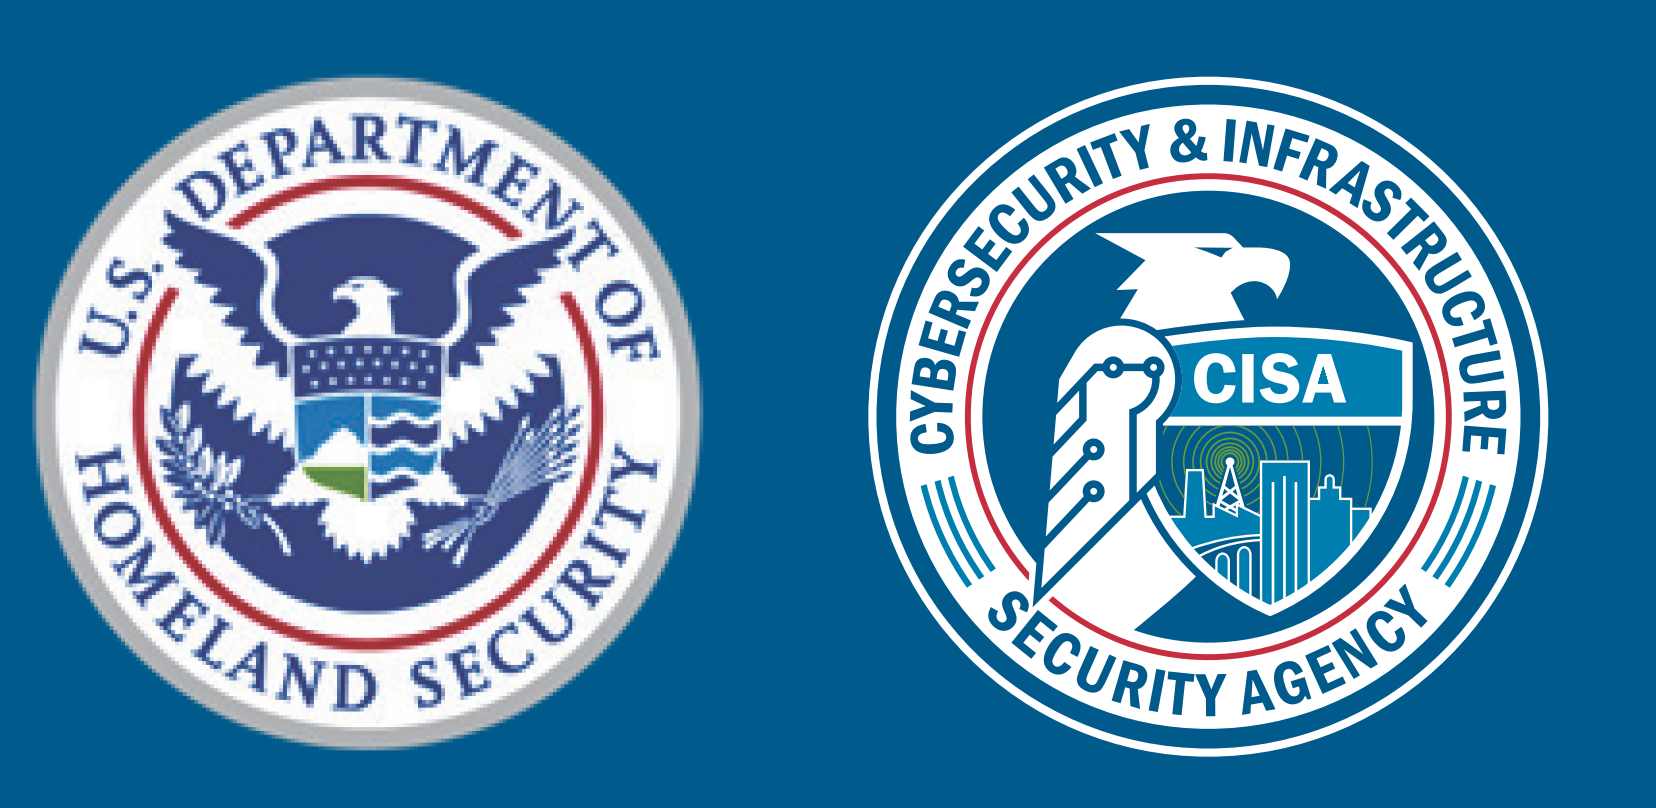 U.S. DEPARTMENT OF
HOMELAND SECURITY
CYBERSECURITY & INFRASTRUCTURE
SECURITY AGENCY
CISA